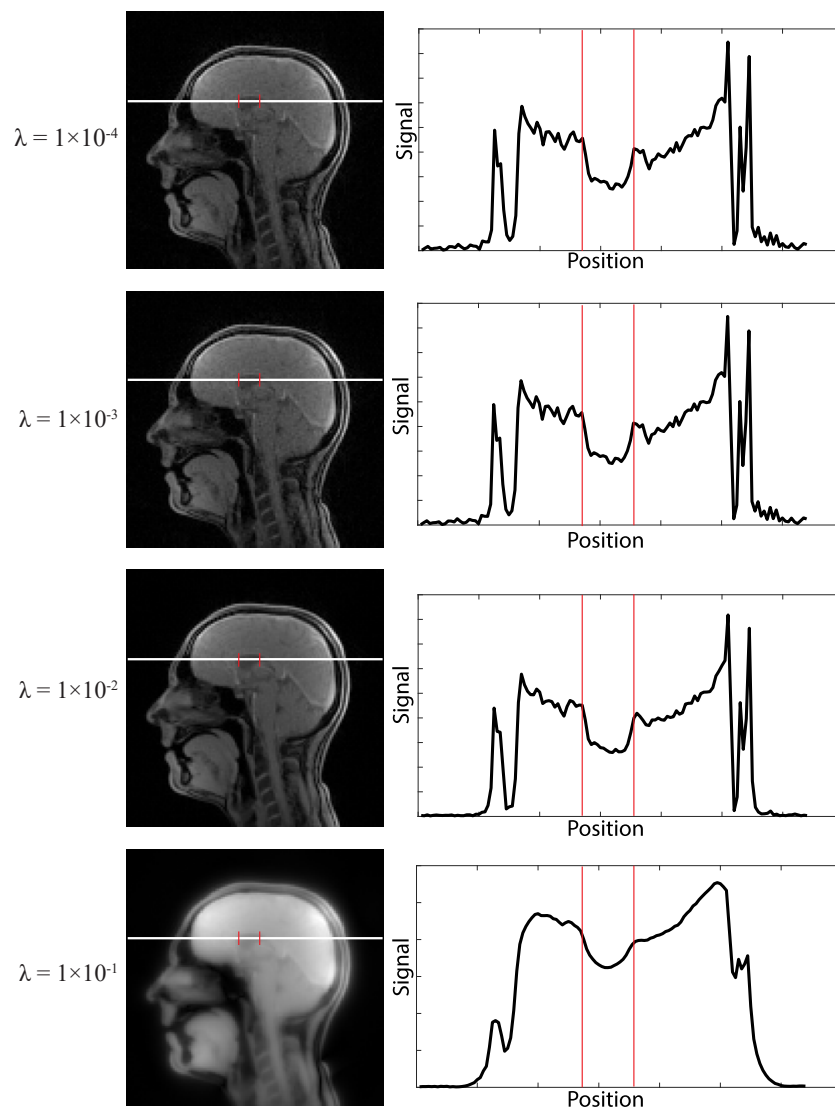 λ = 1×10⁻⁴
Signal
Position
λ = 1×10⁻³
Signal
Position
λ = 1×10⁻²
Signal
Position
λ = 1×10⁻¹
Signal
Position